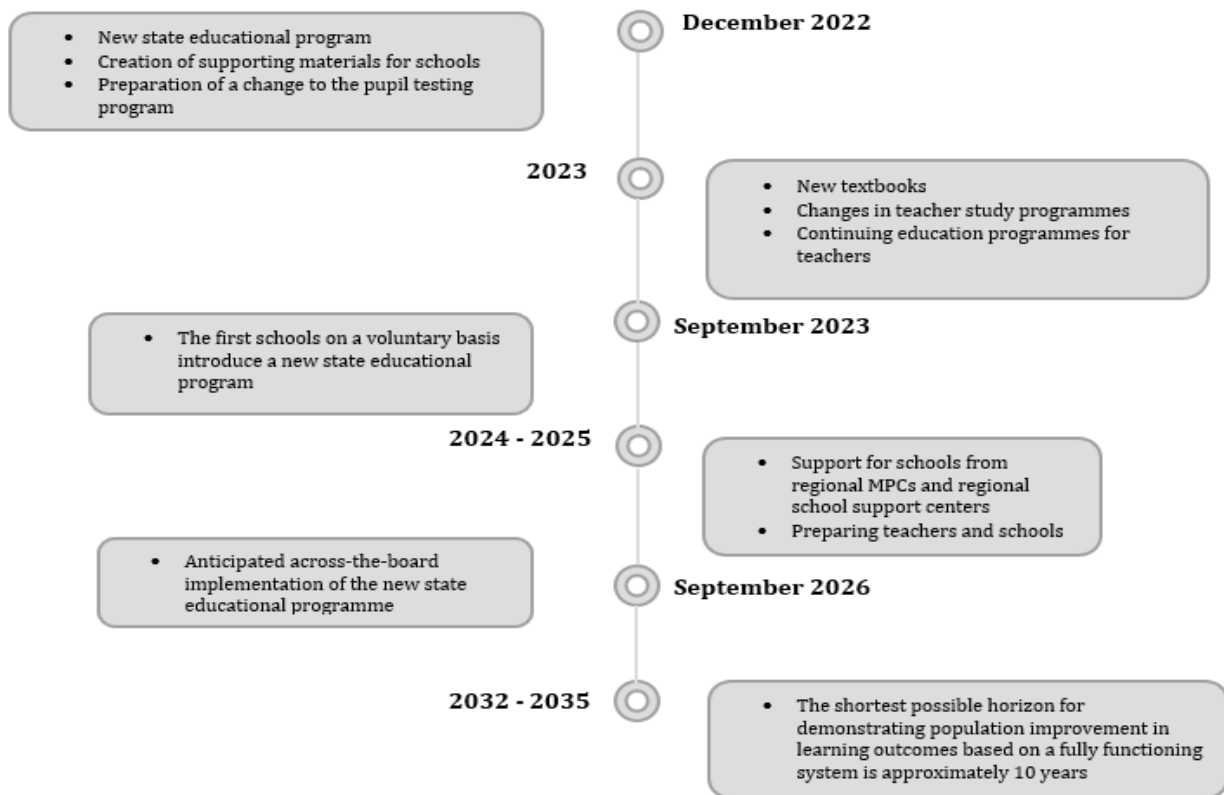 December 2022
• New state educational program
• Creation of supporting materials for schools
• Preparation of a change to the pupil testing
program
2023
• New textbooks
• Changes in teacher study programmes
• Continuing education programmes for
teachers
September 2023
• The first schools on a voluntary basis
introduce a new state educational
program
2024 - 2025
• Support for schools from
regional MPCs and regional
school support centers
• Preparing teachers and schools
September 2026
• Anticipated across-the-board
implementation of the new state
educational programme
2032 - 2035
• The shortest possible horizon for
demonstrating population improvement in
learning outcomes based on a fully functioning
system is approximately 10 years